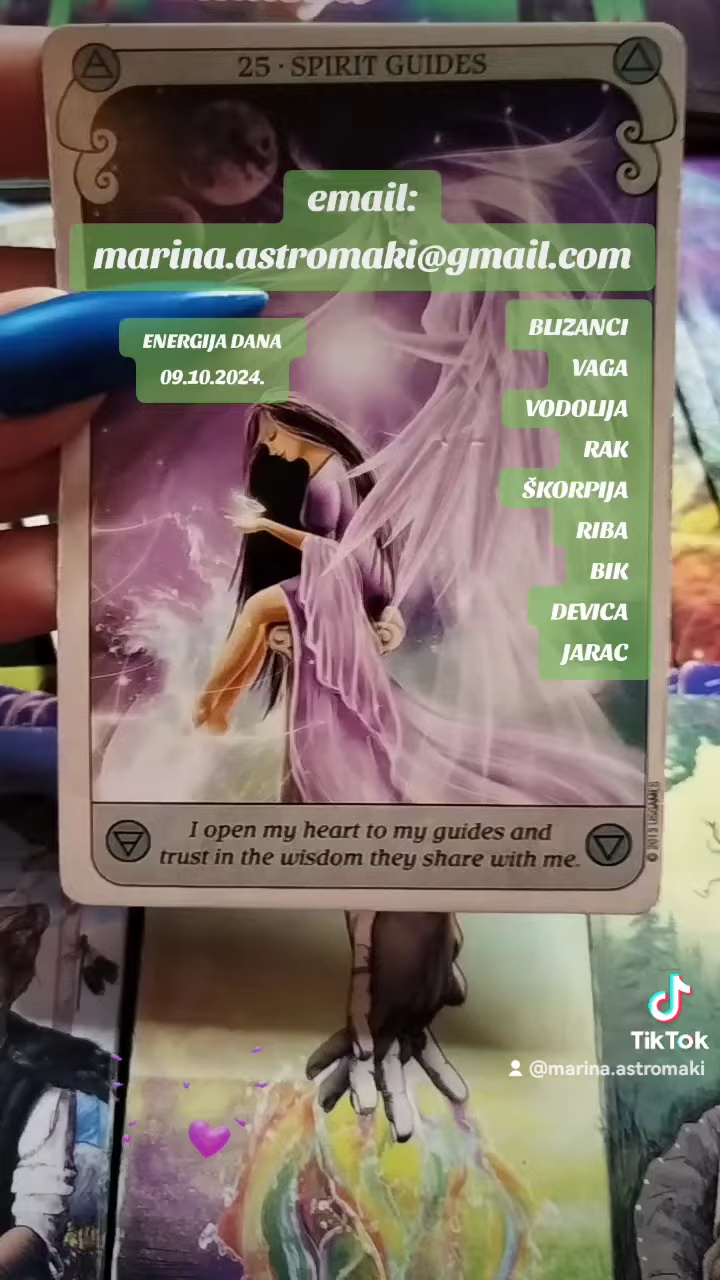 25 · SPIRIT GUIDES
email:
marina.astromaki@gmail.com
ENERGIJA DANA
09.10.2024.
BLIZANCI
VAGA
VODOLIJA
RAK
ŠKORPIJA
RIBA
BIK
DEVICA
JARAC
I open my heart to my guides and
trust in the wisdom they share with me.
© 2015 USGAMES
TikTok
@marina.astromaki